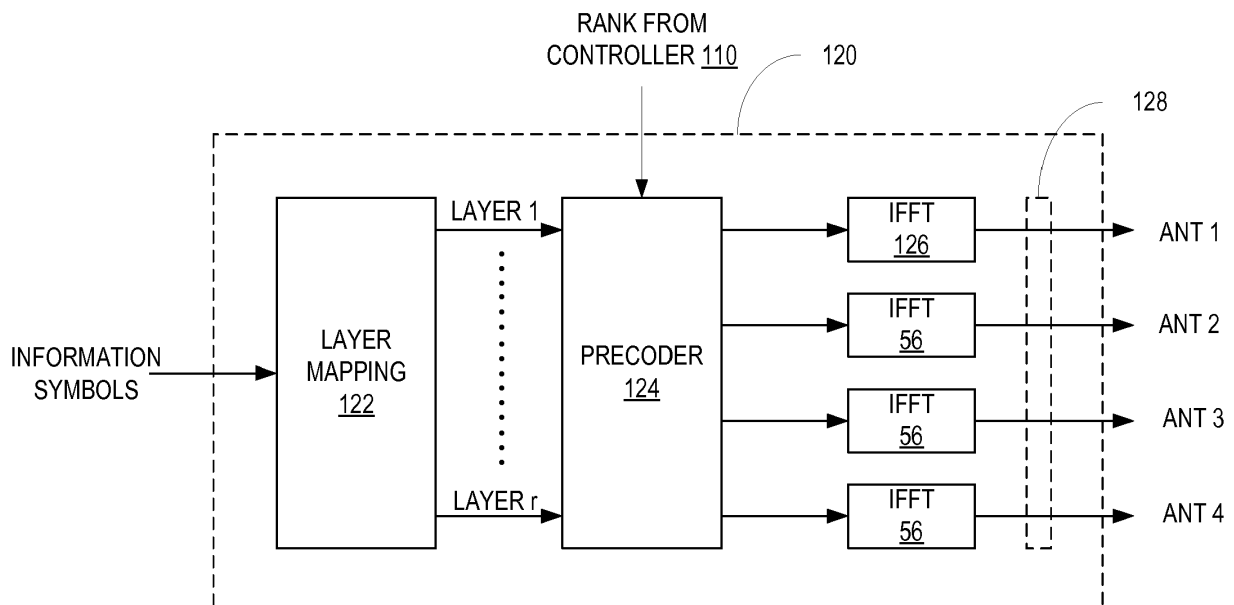 RANK FROM
CONTROLLER 110
120
128
LAYER 1
IFFT
126
ANT 1
IFFT
56
ANT 2
INFORMATION
SYMBOLS
LAYER
MAPPING
122
PRECODER
124
IFFT
56
ANT 3
LAYER r
IFFT
56
ANT 4